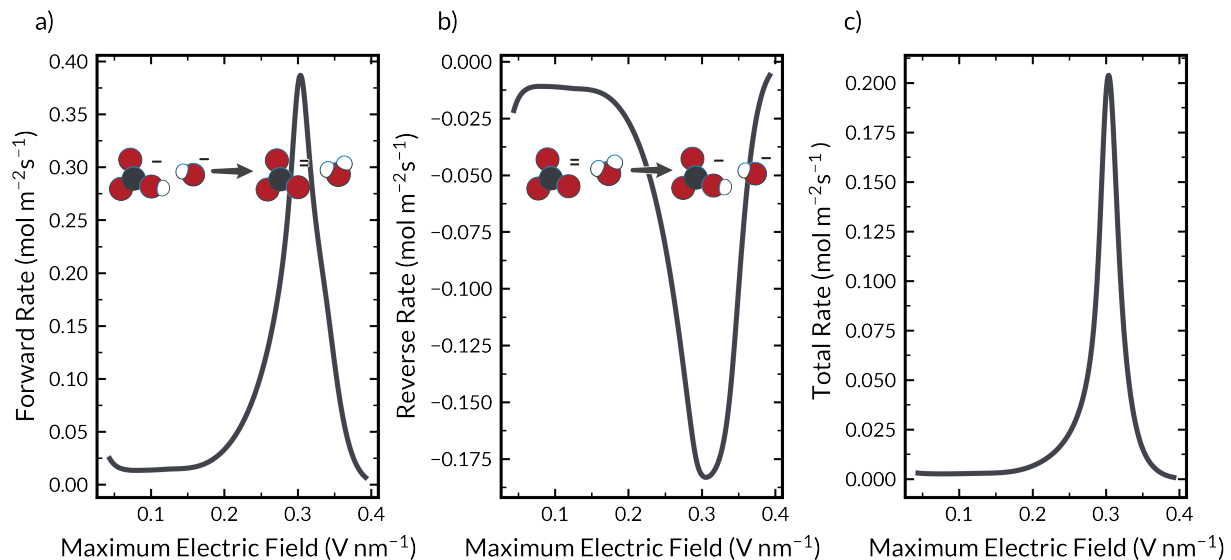 a)
b)
c)
Forward Rate (mol m⁻²s⁻¹)
0.40
0.35
0.30
0.25
0.20
0.15
0.10
0.05
0.00
− − =
0.1 0.2 0.3 0.4
Maximum Electric Field (V nm⁻¹)
Reverse Rate (mol m⁻²s⁻¹)
0.000
−0.025
−0.050
−0.075
−0.100
−0.125
−0.150
−0.175
= − −
0.1 0.2 0.3 0.4
Maximum Electric Field (V nm⁻¹)
Total Rate (mol m⁻²s⁻¹)
0.200
0.175
0.150
0.125
0.100
0.075
0.050
0.025
0.000
0.1 0.2 0.3 0.4
Maximum Electric Field (V nm⁻¹)